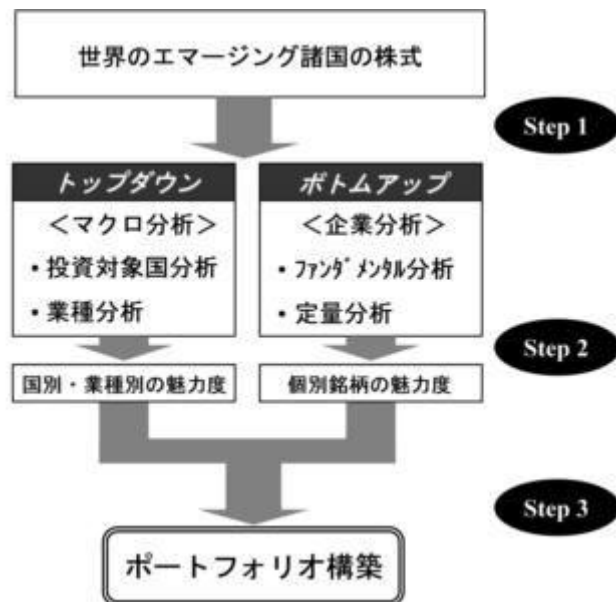 世界のエマージング諸国の株式
Step 1
トップダウン
<マクロ分析>
・投資対象国分析
・業種分析
ボトムアップ
<企業分析>
・ファンダメンタル分析
・定量分析
Step 2
国別・業種別の魅力度
個別銘柄の魅力度
Step 3
ポートフォリオ構築